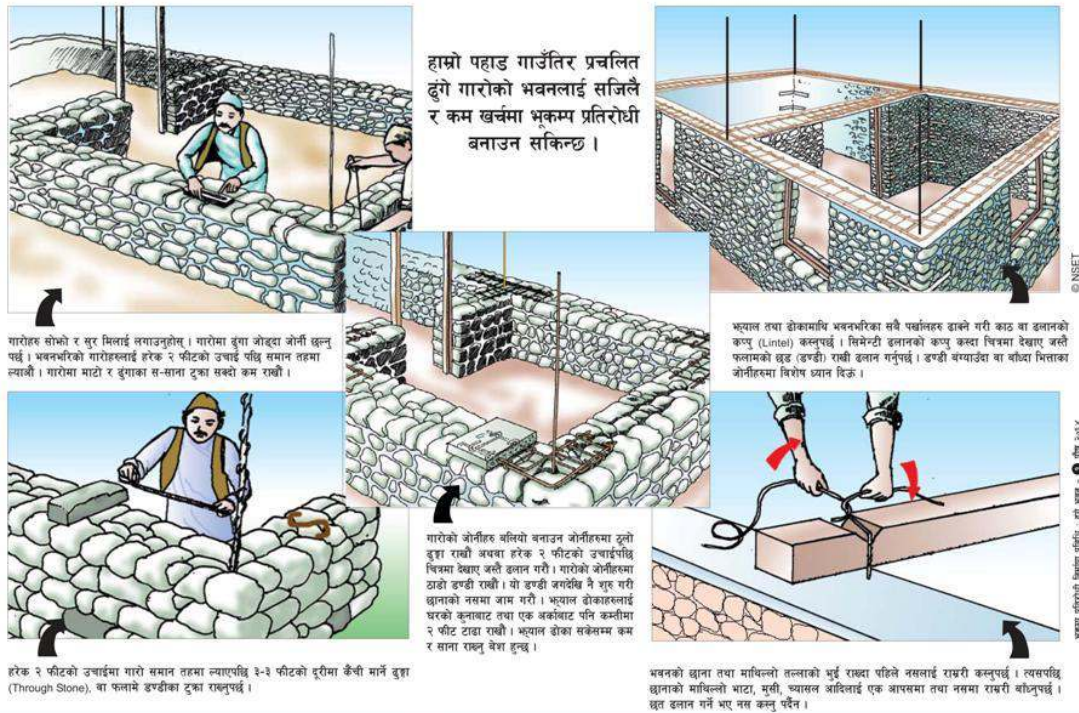 हाम्रो पहाड गाउँतिर प्रचलित
ढुंगे गारोको भवनलाई सजिलै
र कम खर्चमा भूकम्प प्रतिरोधी
बनाउन सकिन्छ ।
गारोहरु सोझो र सुर मिलाई लगाउनुहोस् । गारोमा ढुंगा जोड्दा जोर्नी छल्नु
पर्छ । भवनभरिका गारोहरुलाई हरेक २ फीटको उचाई पछि समान तहमा
ल्याऔं । गारोमा माटो र ढुंगाका स-साना टुक्रा सक्दो कम राखौं ।
झ्याल तथा ढोकामाथि भवनभरिका सबै पर्खालहरु ढाक्ने गरी काठ वा ढलानको
कप्पु (Lintel) कस्नुपर्छ । सिमेन्टी ढलानको कप्पु कस्दा चित्रमा देखाए जस्तै
फलामको छड (डण्डी) राखी ढलान गर्नुपर्छ । डण्डी बंग्याउँदा वा बाँध्दा भित्ताका
जोर्नीहरुमा विशेष ध्यान दिऊं ।
© NSET
गारोको जोर्नीहरु बलियो बनाउन जोर्नीहरुमा ठूलो
ढुङ्गा राखौं अथवा हरेक २ फीटको उचाईपछि
चित्रमा देखाए जस्तै ढलान गरौं । गारोको जोर्नीहरुमा
ठाडो डण्डी राखौं । यो डण्डी जगदेखि नै शुरु गरी
छानाको नसमा जाम गरौं । झ्याल ढोकाहरुलाई
घरको कुनाबाट तथा एक अर्काबाट पनि कम्तीमा
२ फीट टाढा राखौं । झ्याल ढोका सकेसम्म कम
र साना राख्नु बेश हुन्छ ।
हरेक २ फीटको उचाईमा गारो समान तहमा ल्याएपछि ३-३ फीटको दूरीमा कैंची मार्ने ढुङ्गा
(Through Stone), वा फलामे डण्डीका टुक्रा राख्नुपर्छ ।
भवनको छाना तथा माथिल्लो तल्लाको भुई राख्दा पहिले नसलाई राम्ररी कस्नुपर्छ । त्यसपछि
छानाको माथिल्लो भाटा, मुसी, च्यासल आदिलाई एक आपसमा तथा नसमा राम्ररी बाँध्नुपर्छ ।
छत ढलान गर्ने भए नस कस्नु पर्दैन ।